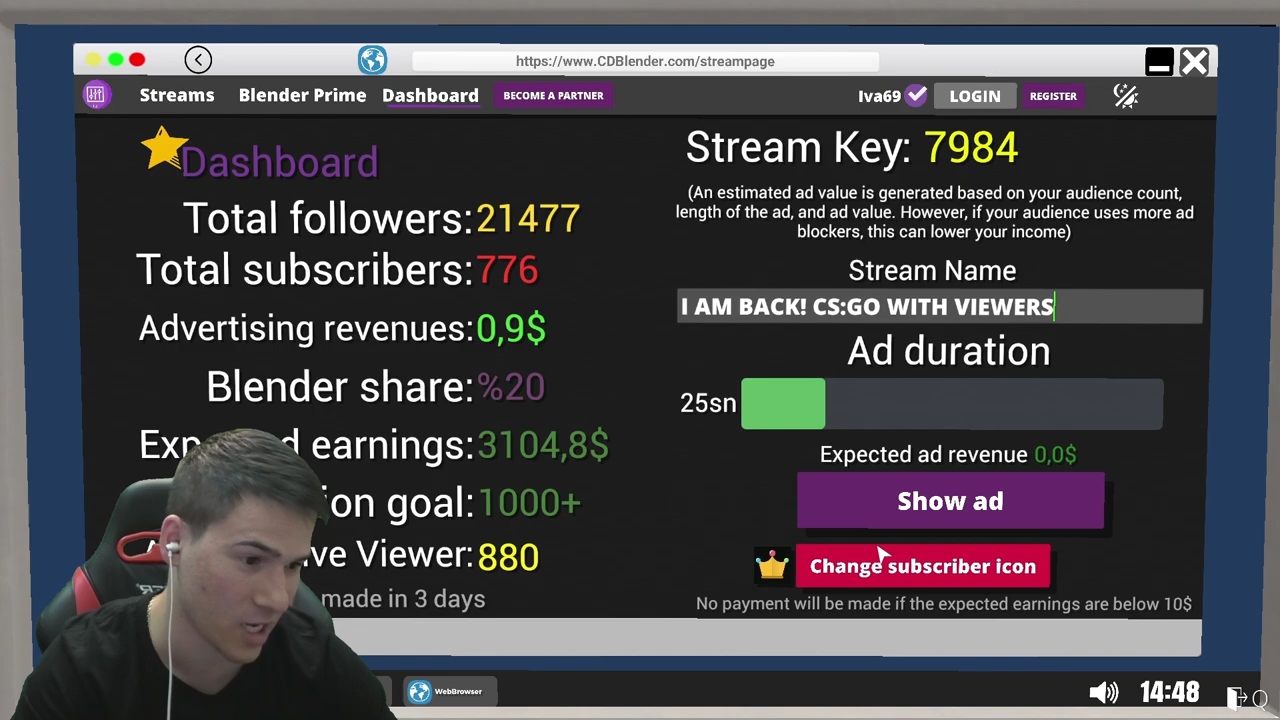 https://www.CDBlender.com/streampage
Streams Blender Prime Dashboard BECOME A PARTNER Iva69 LOGIN REGISTER
Dashboard
Total followers:21477
Total subscribers:776
Advertising revenues:0,9$
Blender share:%20
earnings:3104,8$
goal:1000+
Viewer:880
made in 3 days
Stream Key: 7984
(An estimated ad value is generated based on your audience count,
length of the ad, and ad value. However, if your audience uses more ad
blockers, this can lower your income)
Stream Name
I AM BACK! CS:GO WITH VIEWERS
Ad duration
25sn
Expected ad revenue 0,0$
Show ad
Change subscriber icon
No payment will be made if the expected earnings are below 10$
WebBrowser
14:48
Q